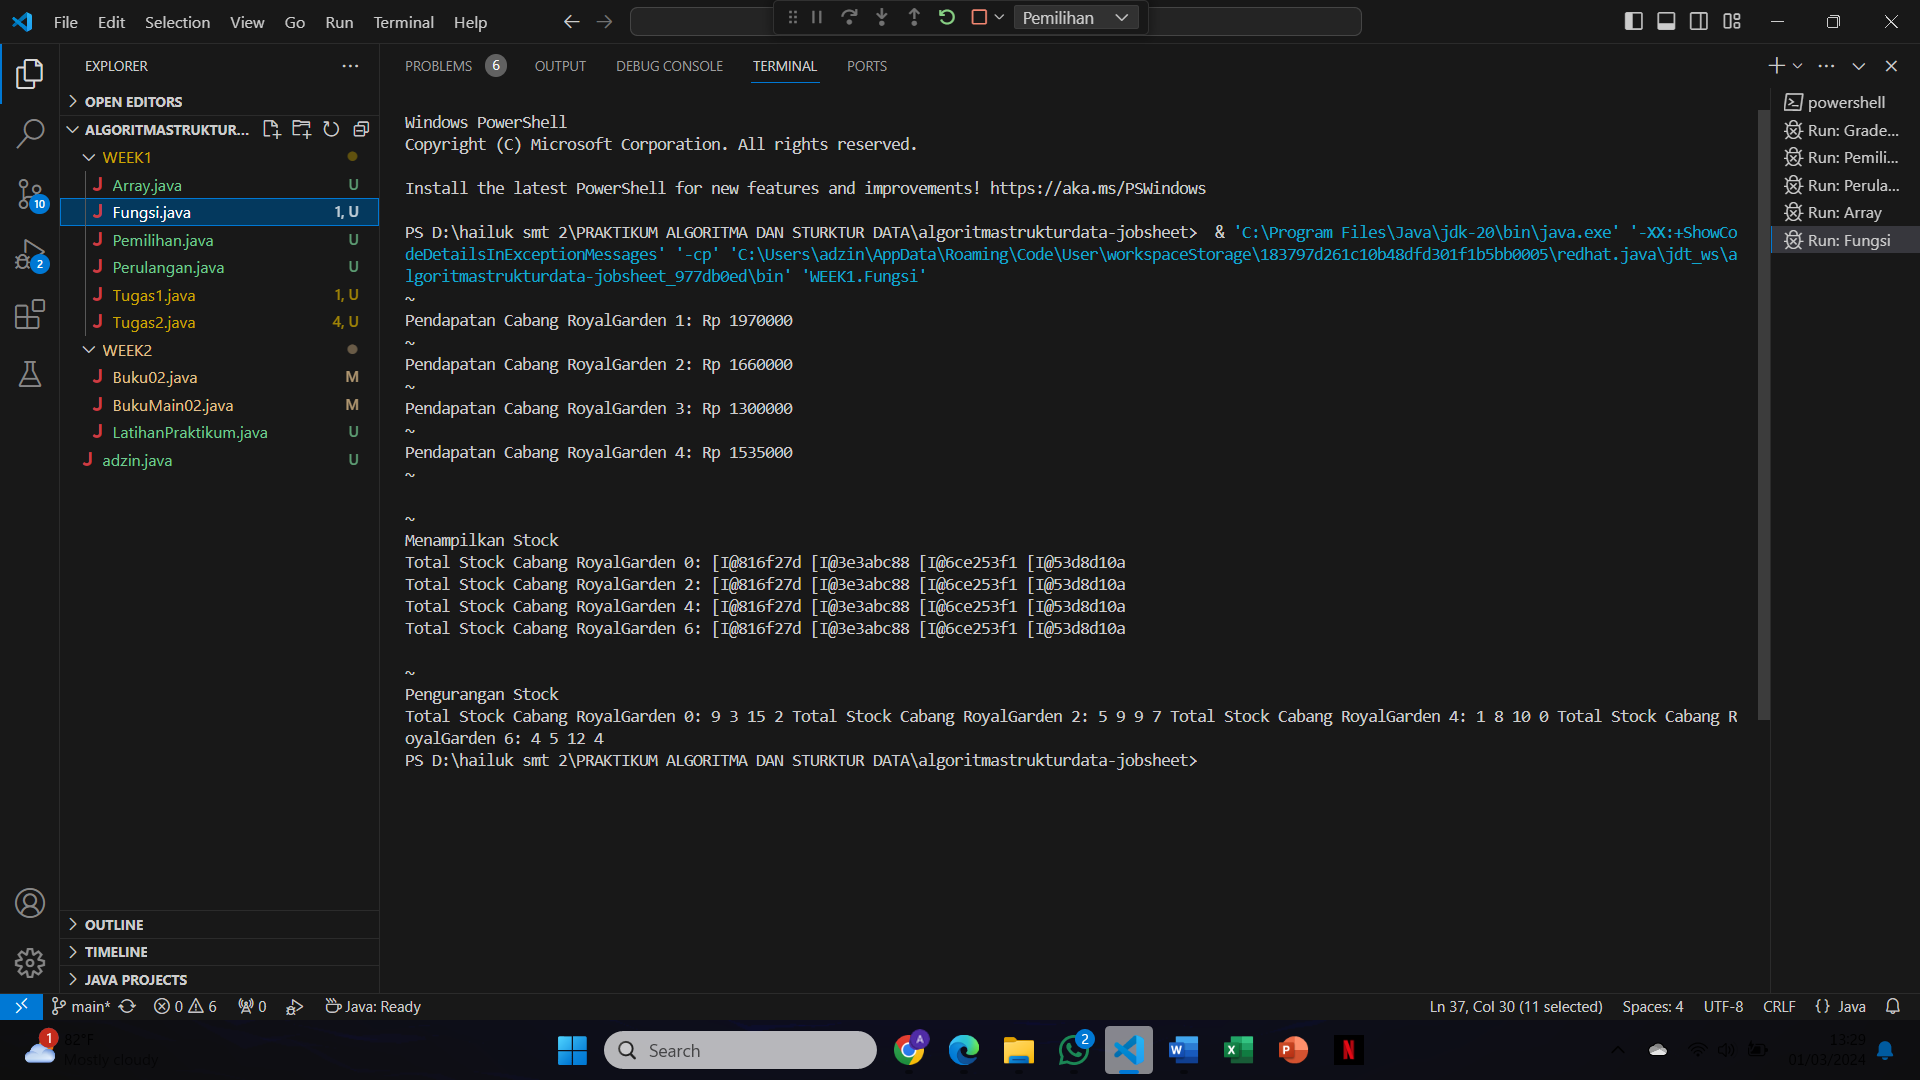 File Edit Selection View Go Run Terminal Help
Pemilihan
EXPLORER
OPEN EDITORS
ALGORITMASTRUKTUR...
WEEK1
Array.java U
Fungsi.java 1, U
Pemilihan.java U
Perulangan.java U
Tugas1.java 1, U
Tugas2.java 4, U
WEEK2
Buku02.java M
BukuMain02.java M
LatihanPraktikum.java U
adzin.java U
OUTLINE
TIMELINE
JAVA PROJECTS
10
2
PROBLEMS 6 OUTPUT DEBUG CONSOLE TERMINAL PORTS
Windows PowerShell
Copyright (C) Microsoft Corporation. All rights reserved.
Install the latest PowerShell for new features and improvements! https://aka.ms/PSWindows
PS D:\hailuk smt 2\PRAKTIKUM ALGORITMA DAN STURKTUR DATA\algoritmastrukturdata-jobsheet>  & 'C:\Program Files\Java\jdk-20\bin\java.exe' '-XX:+ShowCo
deDetailsInExceptionMessages' '-cp' 'C:\Users\adzin\AppData\Roaming\Code\User\workspaceStorage\183797d261c10b48dfd301f1b5bb0005\redhat.java\jdt_ws\a
lgoritmastrukturdata-jobsheet_977db0ed\bin' 'WEEK1.Fungsi'
~
Pendapatan Cabang RoyalGarden 1: Rp 1970000
~
Pendapatan Cabang RoyalGarden 2: Rp 1660000
~
Pendapatan Cabang RoyalGarden 3: Rp 1300000
~
Pendapatan Cabang RoyalGarden 4: Rp 1535000
~
~
Menampilkan Stock
Total Stock Cabang RoyalGarden 0: [I@816f27d [I@3e3abc88 [I@6ce253f1 [I@53d8d10a
Total Stock Cabang RoyalGarden 2: [I@816f27d [I@3e3abc88 [I@6ce253f1 [I@53d8d10a
Total Stock Cabang RoyalGarden 4: [I@816f27d [I@3e3abc88 [I@6ce253f1 [I@53d8d10a
Total Stock Cabang RoyalGarden 6: [I@816f27d [I@3e3abc88 [I@6ce253f1 [I@53d8d10a
~
Pengurangan Stock
Total Stock Cabang RoyalGarden 0: 9 3 15 2 Total Stock Cabang RoyalGarden 2: 5 9 9 7 Total Stock Cabang RoyalGarden 4: 1 8 10 0 Total Stock Cabang R
oyalGarden 6: 4 5 12 4
PS D:\hailuk smt 2\PRAKTIKUM ALGORITMA DAN STURKTUR DATA\algoritmastrukturdata-jobsheet>
powershell
Run: Grade...
Run: Pemili...
Run: Perula...
Run: Array
Run: Fungsi
main* 0 6 0 Java: Ready
Ln 37, Col 30 (11 selected) Spaces: 4 UTF-8 CRLF {} Java
1
82°F
Mostly cloudy
Search
A
2
13:29
01/03/2024